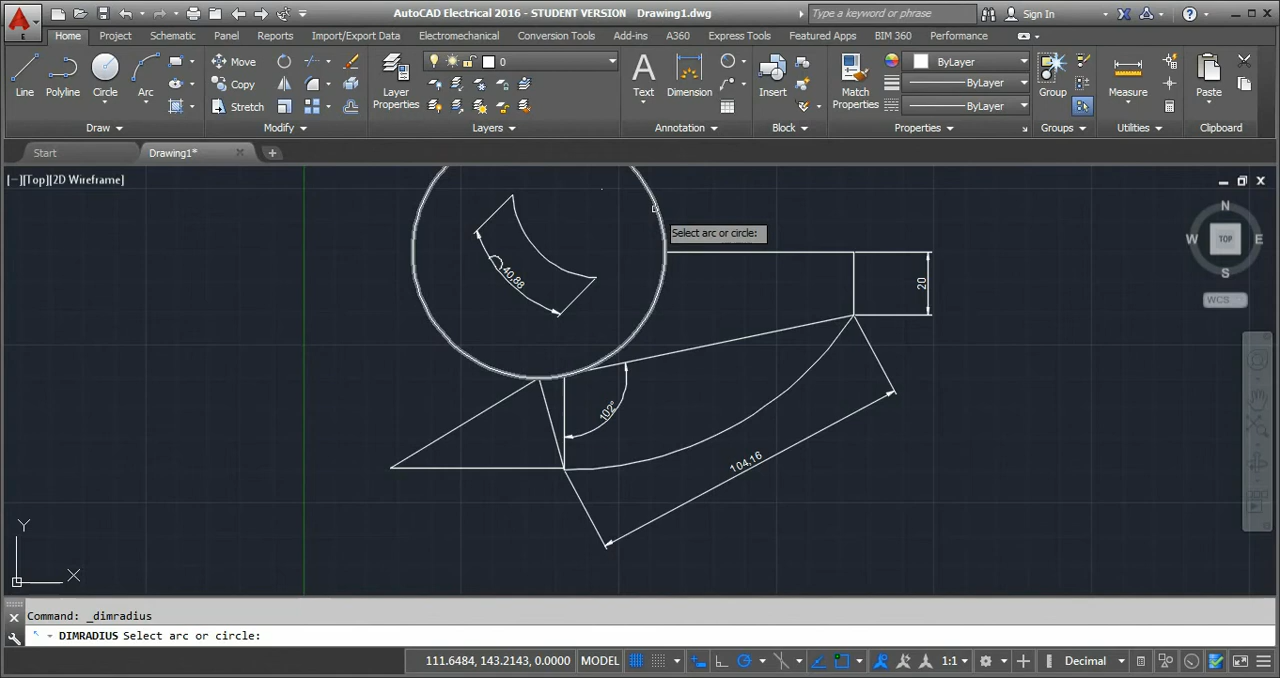 AutoCAD Electrical 2016 - STUDENT VERSION Drawing1.dwg
Type a keyword or phrase
Sign In
E
Home Project Schematic Panel Reports Import/Export Data Electromechanical Conversion Tools Add-ins A360 Express Tools Featured Apps BIM 360 Performance
Line Polyline Circle Arc
Move
Copy
Stretch
Layer Properties
0
Text Dimension
Insert
Match Properties
ByLayer
ByLayer
ByLayer
Group
Measure
Paste
Draw Modify Layers Annotation Block Properties Groups Utilities Clipboard
Start Drawing1*
[−][Top][2D Wireframe]
N
W TOP E
S
WCS
Select arc or circle:
40,88
20
102°
104,16
Y
X
Command: _dimradius
DIMRADIUS Select arc or circle:
111.6484, 143.2143, 0.0000 MODEL 1:1 Decimal